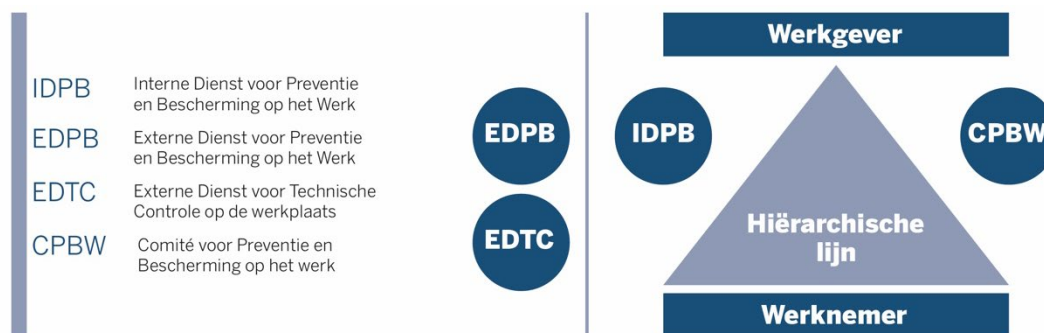 IDPB
Interne Dienst voor Preventie
en Bescherming op het Werk
EDPB
Externe Dienst voor Preventie
en Bescherming op het Werk
EDTC
Externe Dienst voor Technische
Controle op de werkplaats
CPBW
Comité voor Preventie en
Bescherming op het werk
EDPB
EDTC
Werkgever
IDPB
CPBW
Hiërarchische
lijn
Werknemer